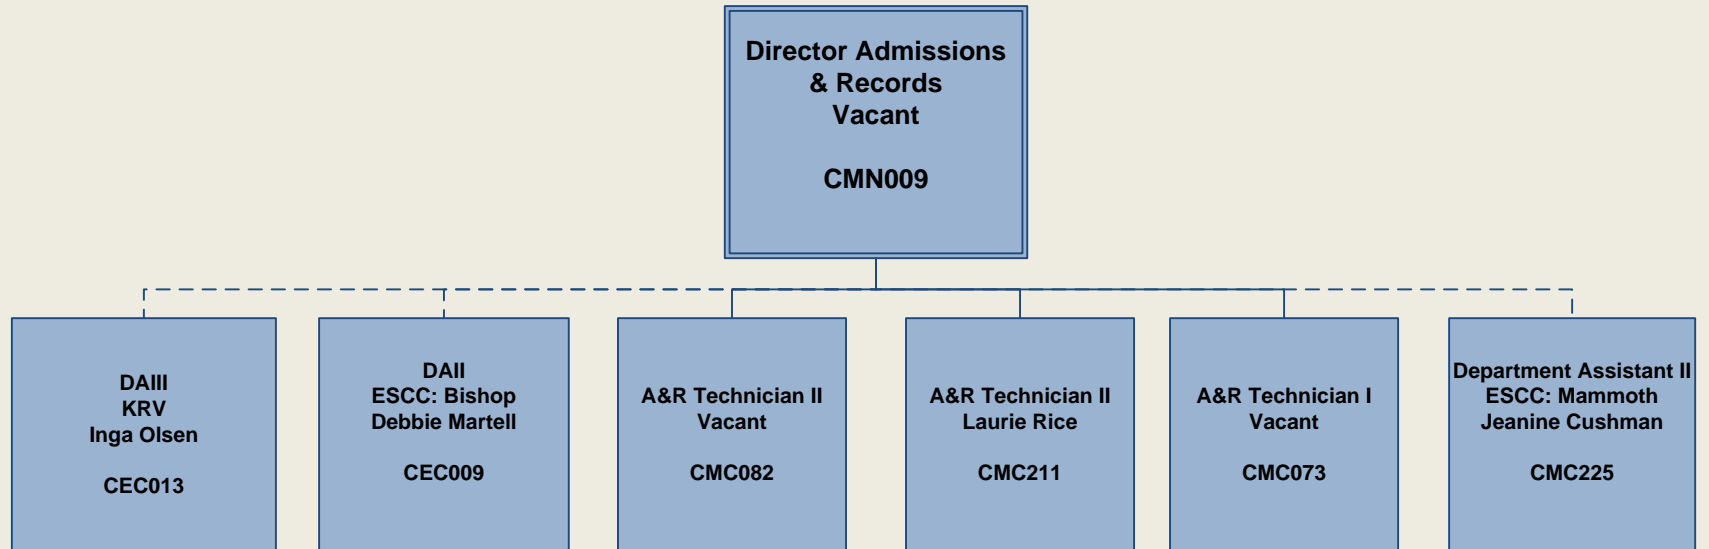 Director Admissions
& Records
Vacant
CMN009
DAIII
KRV
Inga Olsen
CEC013
DAII
ESCC: Bishop
Debbie Martell
CEC009
A&R Technician II
Vacant
CMC082
A&R Technician II
Laurie Rice
CMC211
A&R Technician I
Vacant
CMC073
Department Assistant II
ESCC: Mammoth
Jeanine Cushman
CMC225